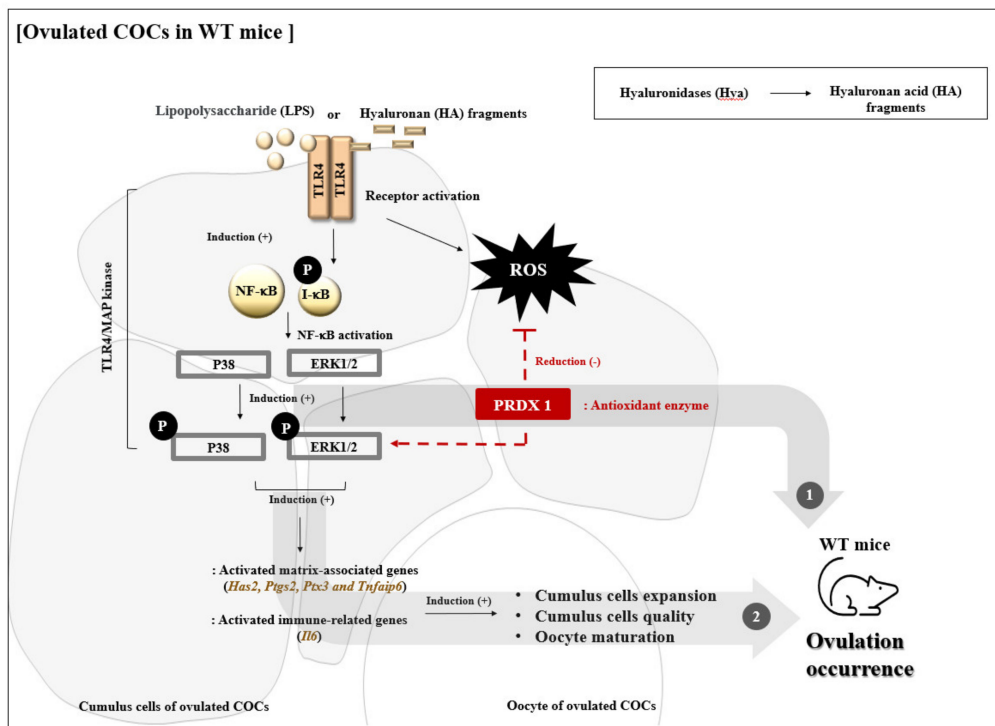 [Ovulated COCs in WT mice ]
Hyaluronidases (Hya)
Hyaluronan acid (HA)
fragments
Lipopolysaccharide (LPS)
or
Hyaluronan (HA) fragments
TLR4
TLR4
Receptor activation
Induction (+)
ROS
P
NF-κB
I-κB
TLR4/MAP kinase
NF-κB activation
P38
ERK1/2
Reduction (-)
Induction (+)
PRDX 1
: Antioxidant enzyme
P
P
P38
ERK1/2
Induction (+)
1
WT mice
: Activated matrix-associated genes
(Has2, Ptgs2, Ptx3 and Tnfaip6)
: Activated immune-related genes
(Il6)
Induction (+)
• Cumulus cells expansion
• Cumulus cells quality
• Oocyte maturation
2
Ovulation
occurrence
Cumulus cells of ovulated COCs
Oocyte of ovulated COCs